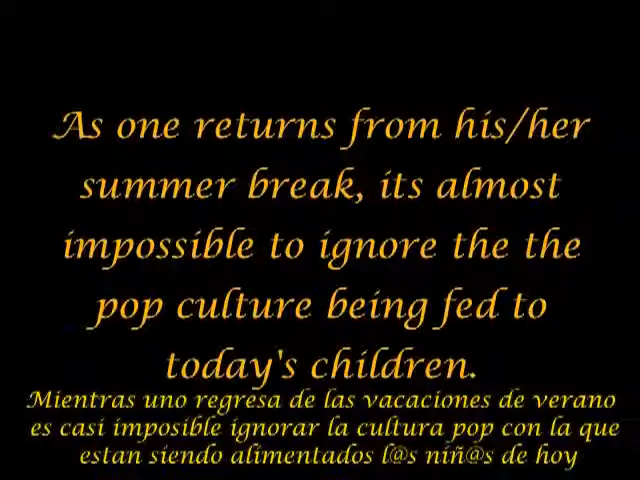 As one returns from his/her
summer break, its almost
impossible to ignore the the
pop culture being fed to
today's children.
Mientras uno regresa de las vacaciones de verano
es casi imposible ignorar la cultura pop con la que
estan siendo alimentados l@s niñ@s de hoy